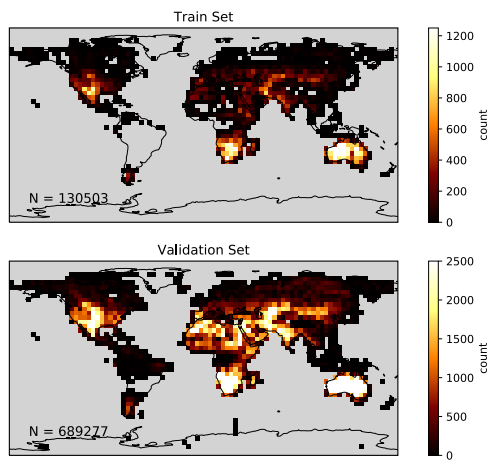 Train Set
1200
1000
800
600
400
200
0
count
N = 130503
Validation Set
2500
2000
1500
1000
500
0
count
N = 689277